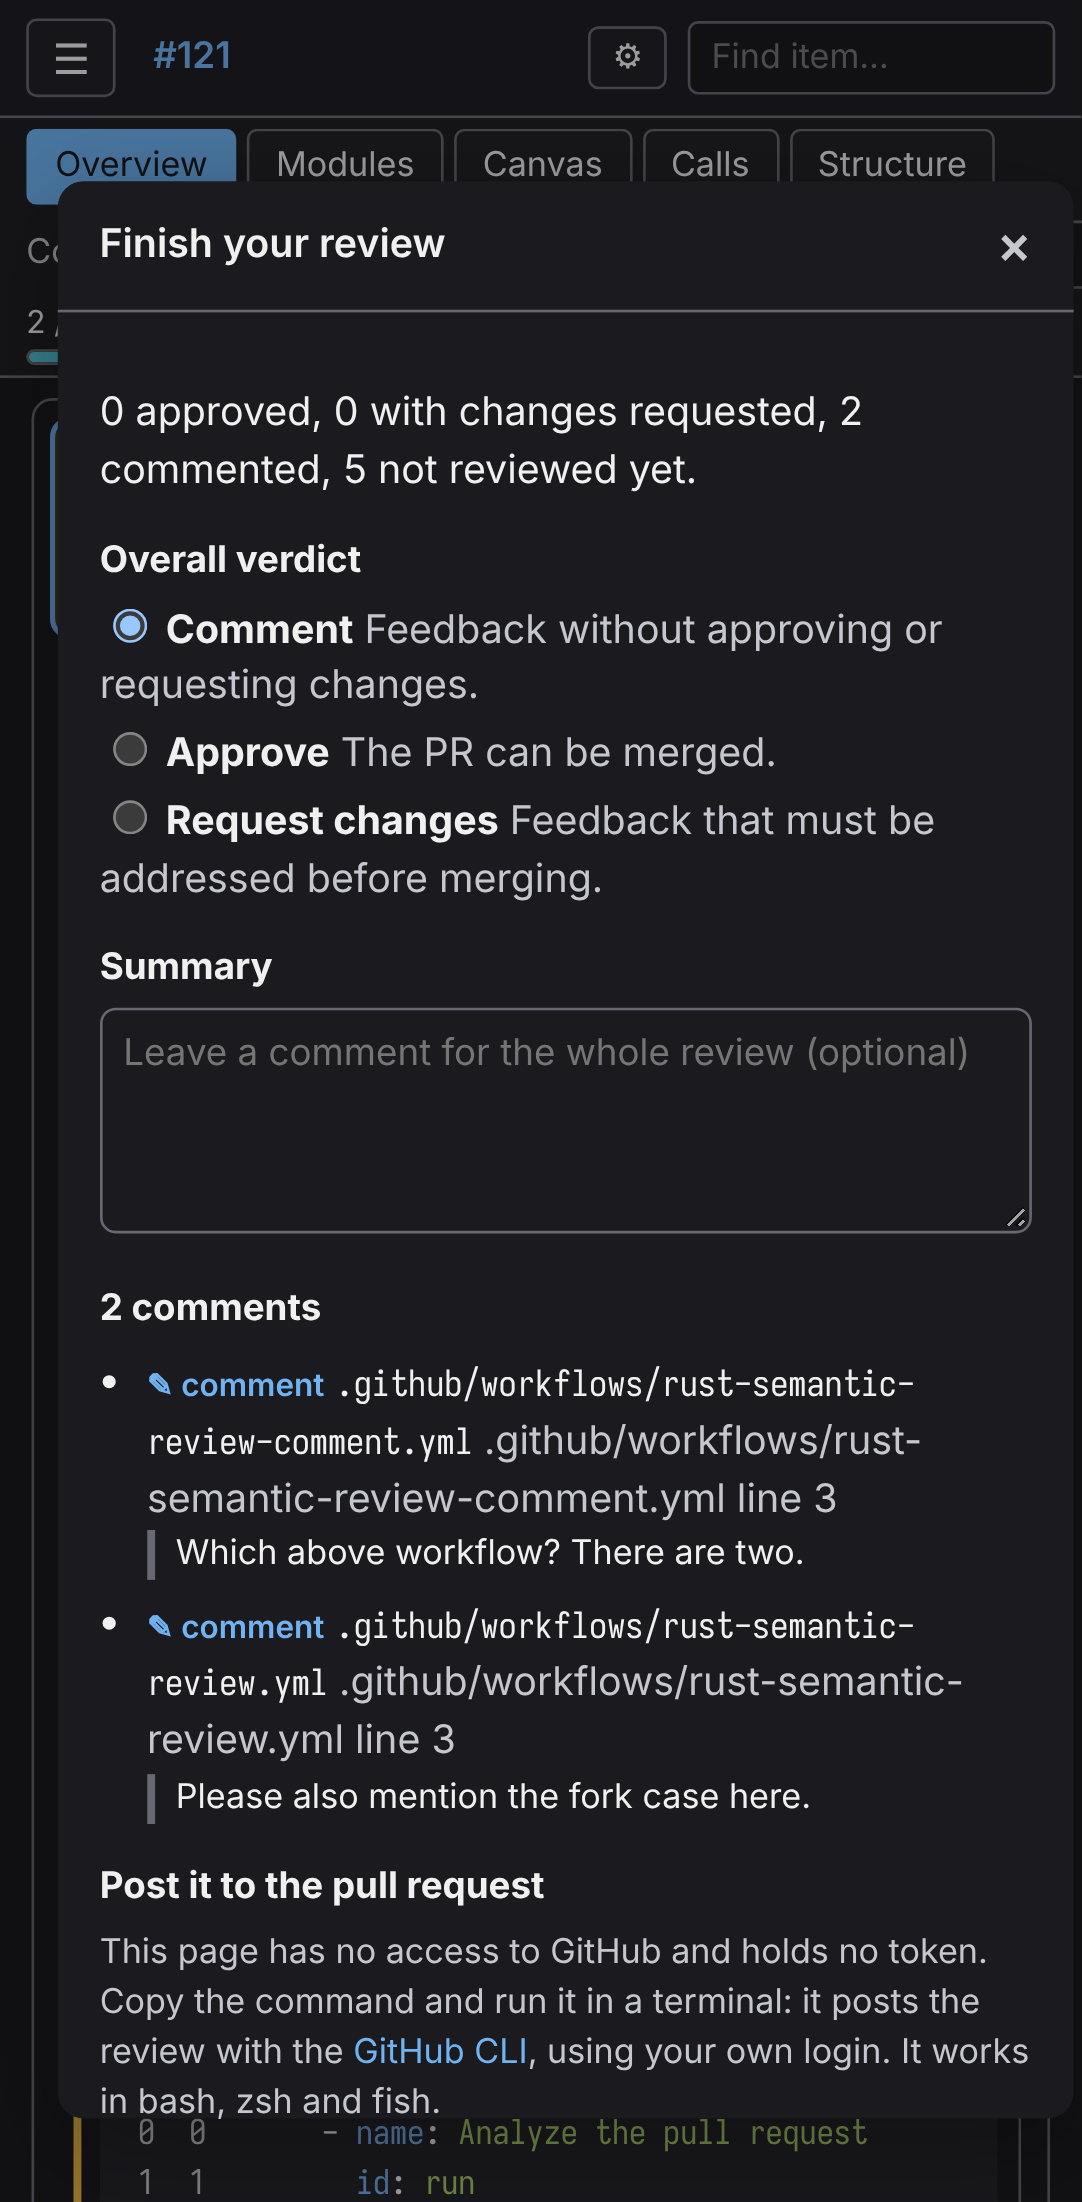 ☰ #121 ⚙ Find item...
Overview Modules Canvas Calls Structure
Co
Finish your review ×
2 /
0 approved, 0 with changes requested, 2
commented, 5 not reviewed yet.
Overall verdict
Comment Feedback without approving or
requesting changes.
Approve The PR can be merged.
Request changes Feedback that must be
addressed before merging.
Summary
Leave a comment for the whole review (optional)
2 comments
• ✎ comment .github/workflows/rust-semantic-
review-comment.yml .github/workflows/rust-
semantic-review-comment.yml line 3
Which above workflow? There are two.
• ✎ comment .github/workflows/rust-semantic-
review.yml .github/workflows/rust-semantic-
review.yml line 3
Please also mention the fork case here.
Post it to the pull request
This page has no access to GitHub and holds no token.
Copy the command and run it in a terminal: it posts the
review with the GitHub CLI, using your own login. It works
in bash, zsh and fish.
0 0 - name: Analyze the pull request
1 1 id: run